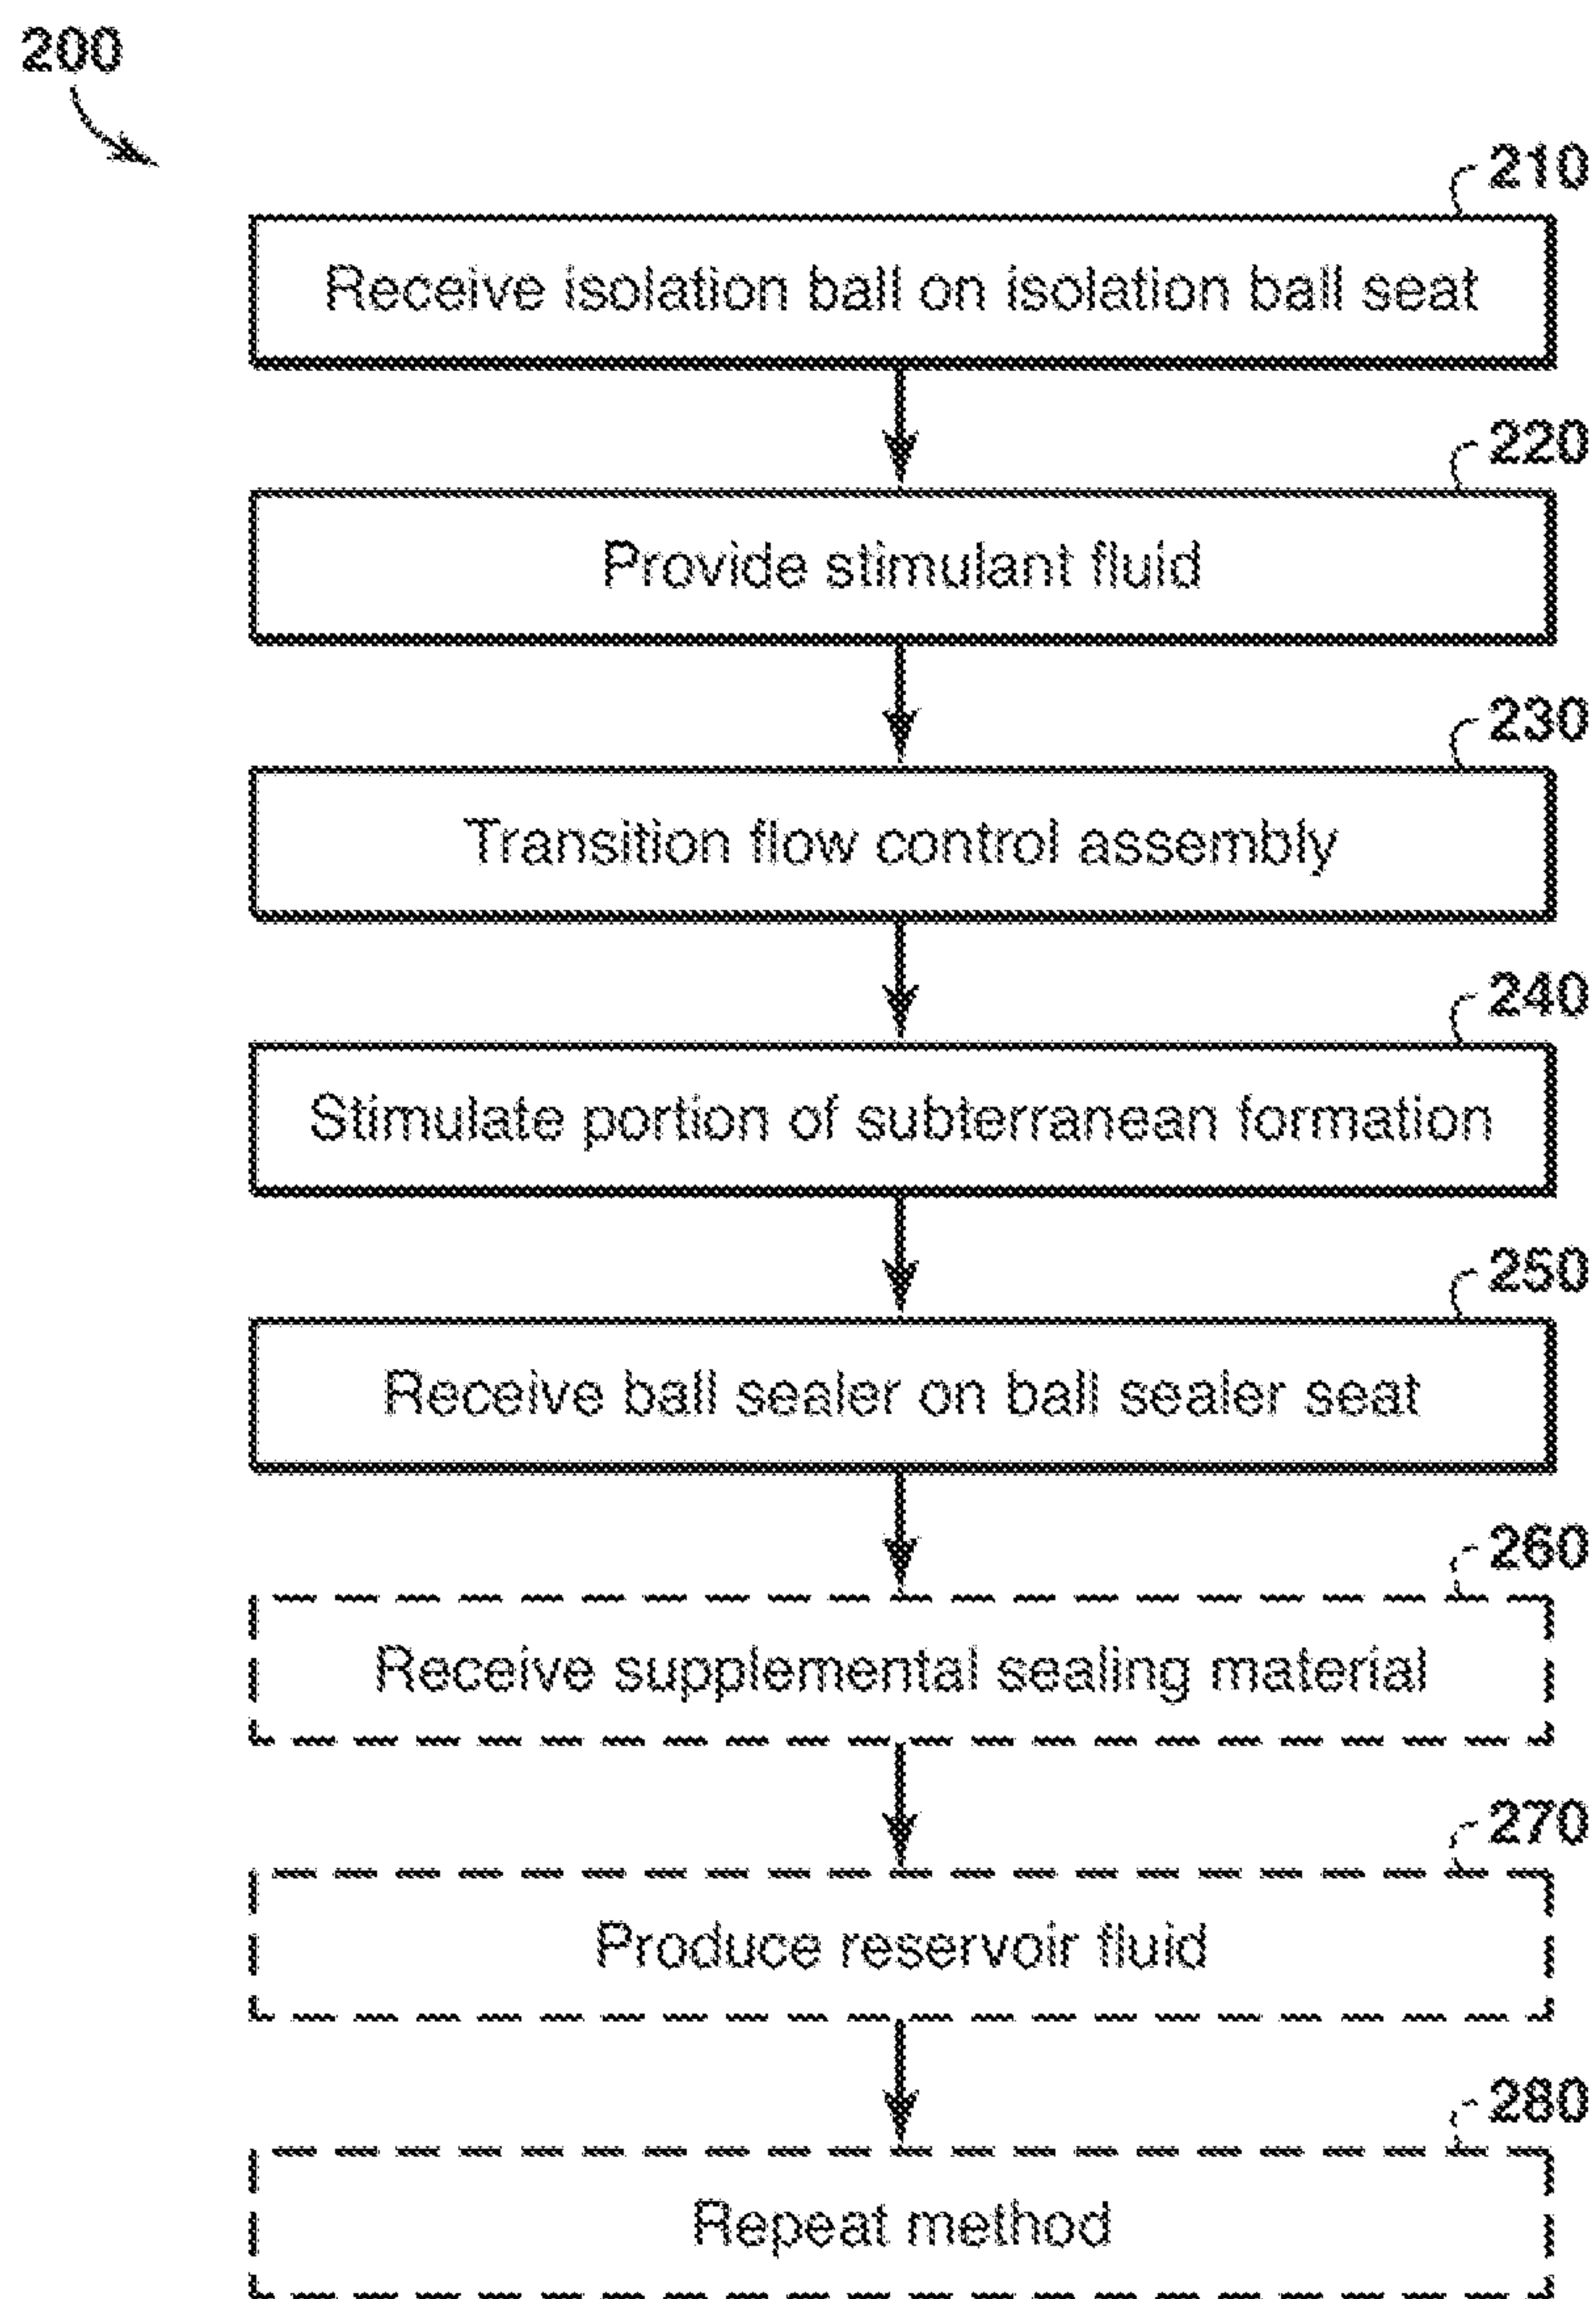 200
210
Receive isolation ball on isolation ball seat
220
Provide stimulant fluid
230
Transition flow control assembly
240
Stimulate portion of subterranean formation
250
Receive ball sealer on ball sealer seat
260
Receive supplemental sealing material
270
Produce reservoir fluid
280
Repeat method